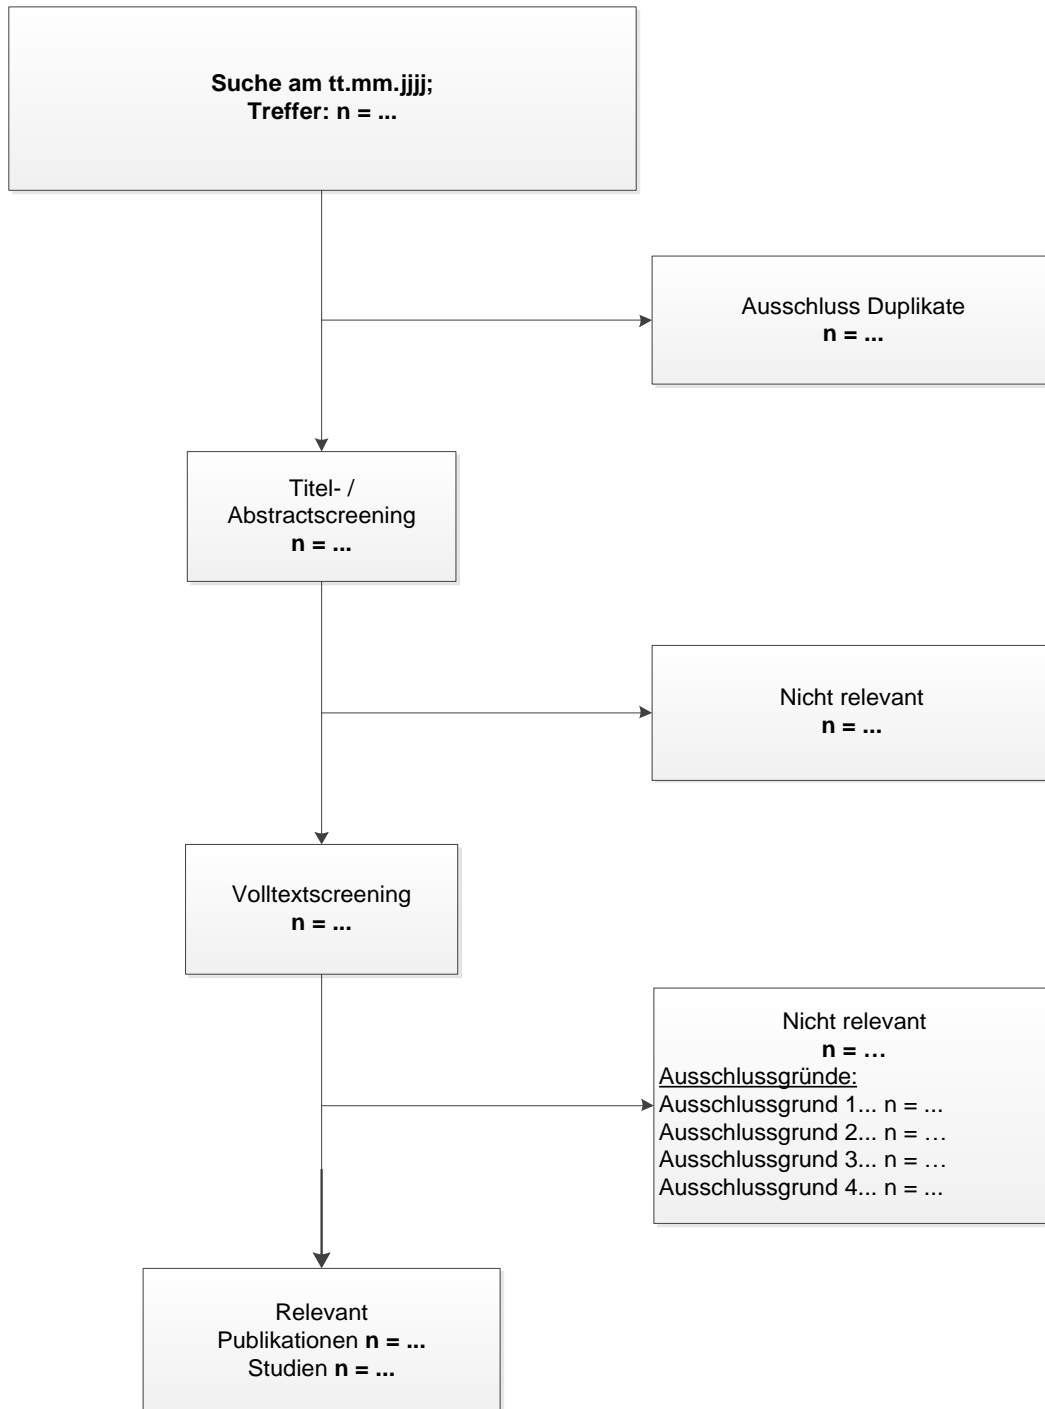 Suche am tt.mm.jjjj;
Treffer: n = ...
Ausschluss Duplikate
n = ...
Titel- /
Abstractscreening
n = ...
Nicht relevant
n = ...
Volltextscreening
n = ...
Nicht relevant
n = …
Ausschlussgründe:
Ausschlussgrund 1... n = ...
Ausschlussgrund 2... n = …
Ausschlussgrund 3... n = …
Ausschlussgrund 4... n = ...
Relevant
Publikationen n = ...
Studien n = ...